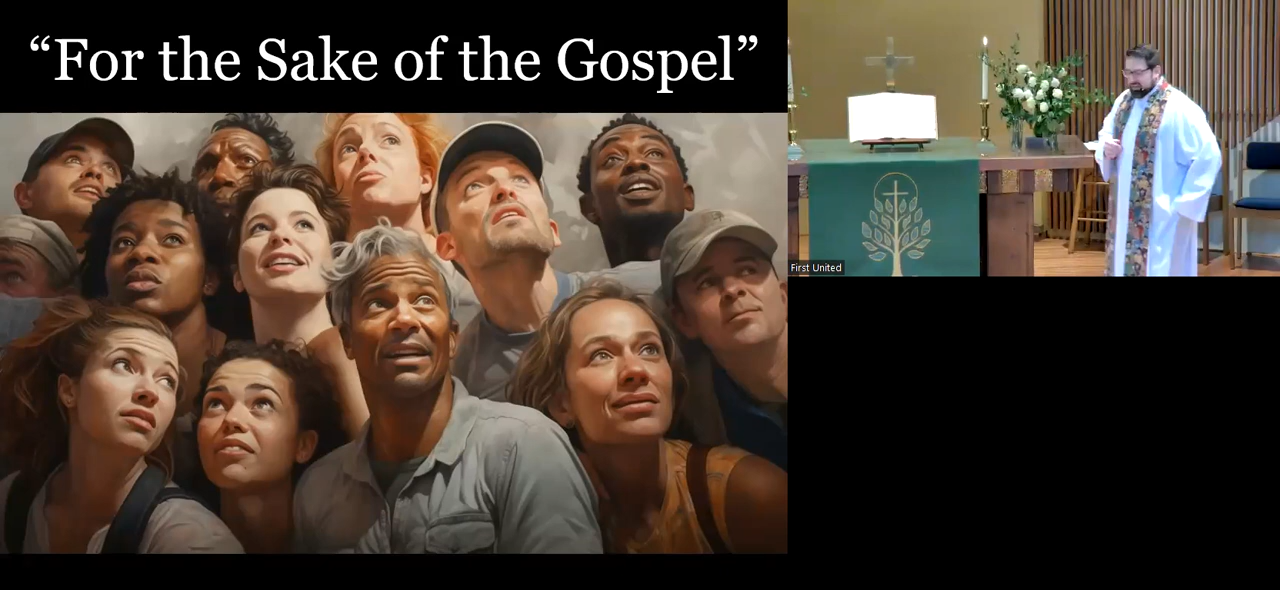 “For the Sake of the Gospel”
First United